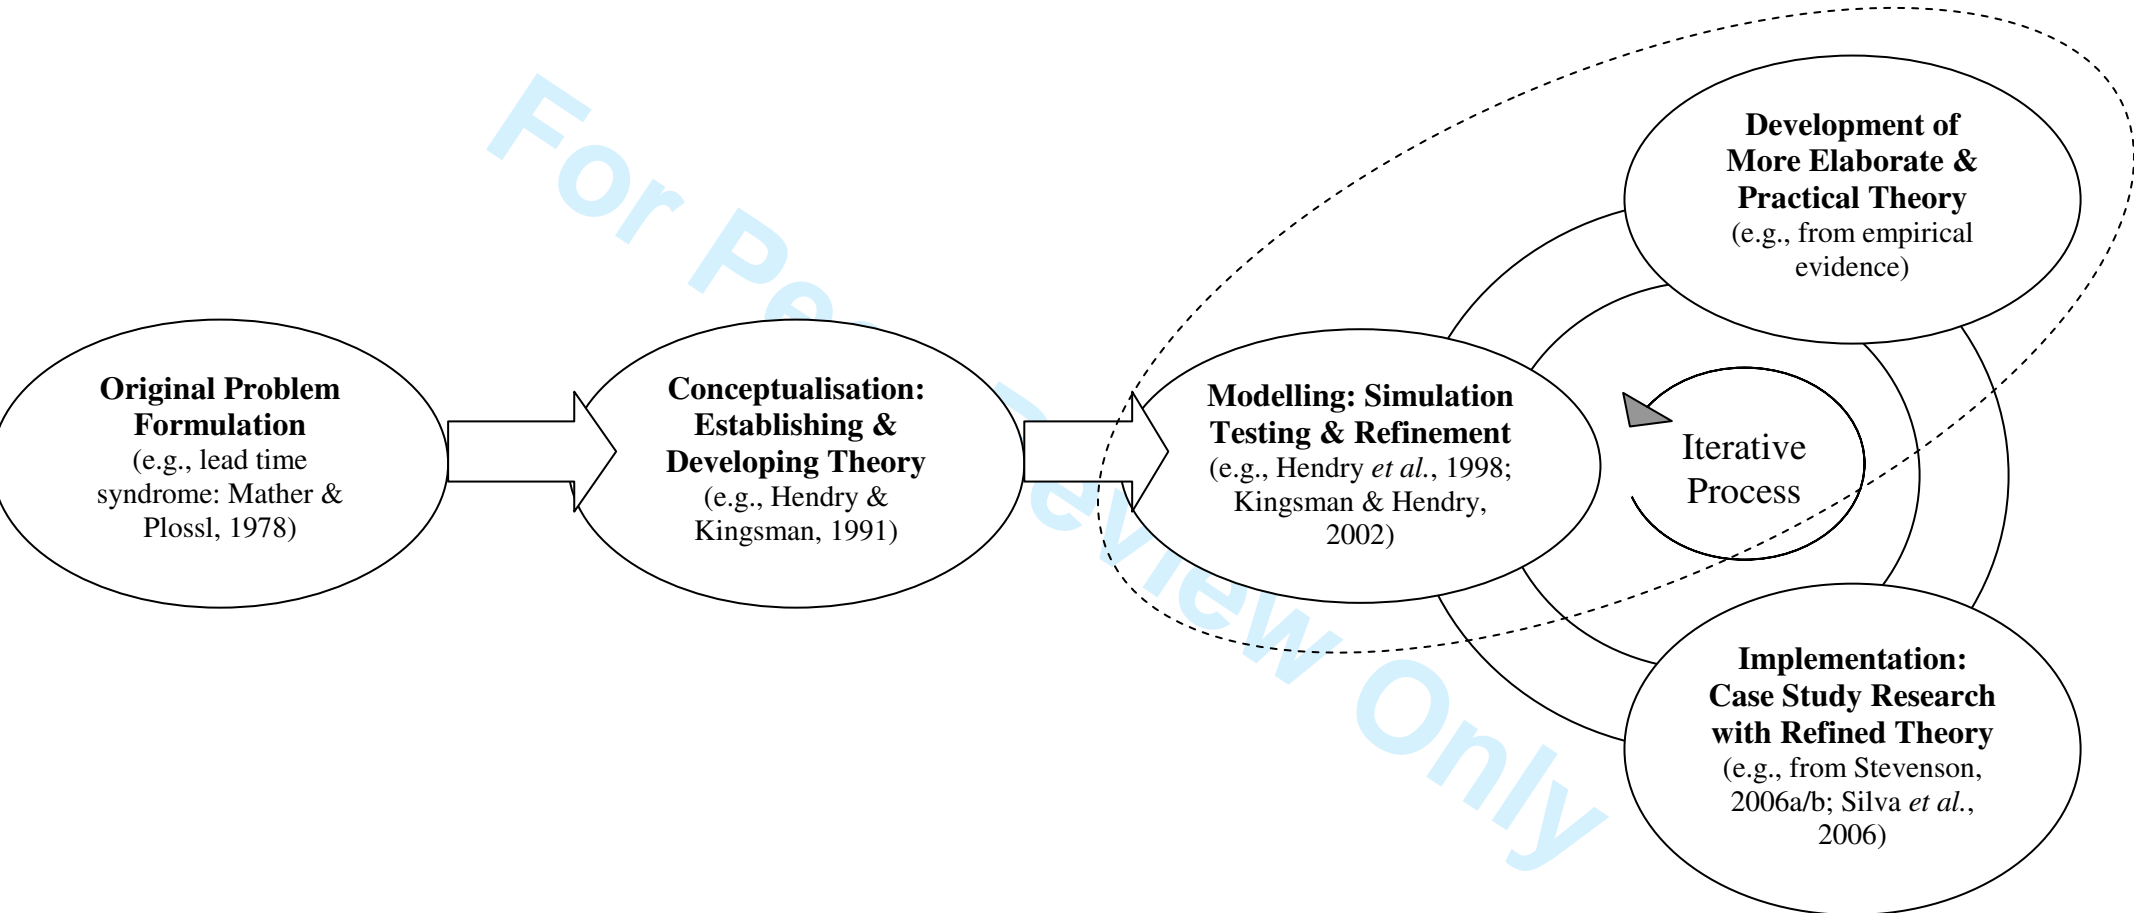 Original Problem
Formulation
(e.g., lead time
syndrome: Mather &
Plossl, 1978)
Conceptualisation:
Establishing &
Developing Theory
(e.g., Hendry &
Kingsman, 1991)
Modelling: Simulation
Testing & Refinement
(e.g., Hendry et al., 1998;
Kingsman & Hendry,
2002)
Development of
More Elaborate &
Practical Theory
(e.g., from empirical
evidence)
Iterative
Process
Implementation:
Case Study Research
with Refined Theory
(e.g., from Stevenson,
2006a/b; Silva et al.,
2006)
For Peer Review Only